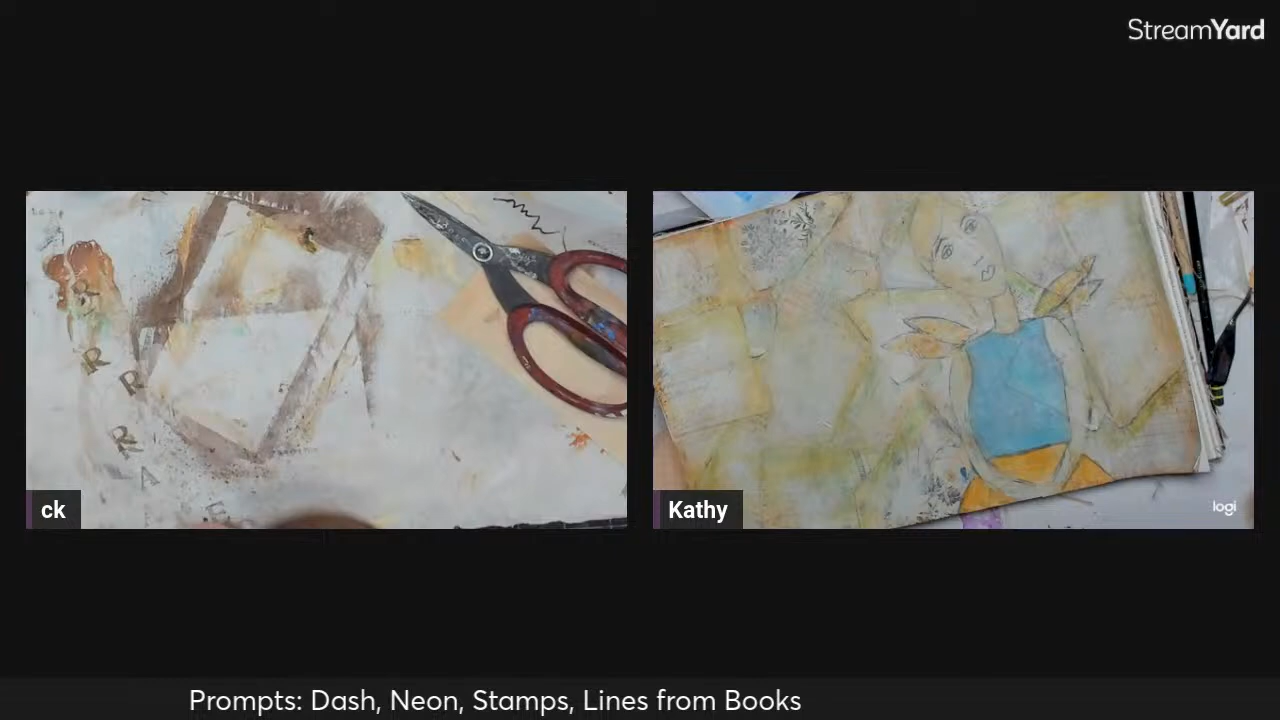 StreamYard
R
R
R
R
A
ck
Kathy
logi
Prompts: Dash, Neon, Stamps, Lines from Books